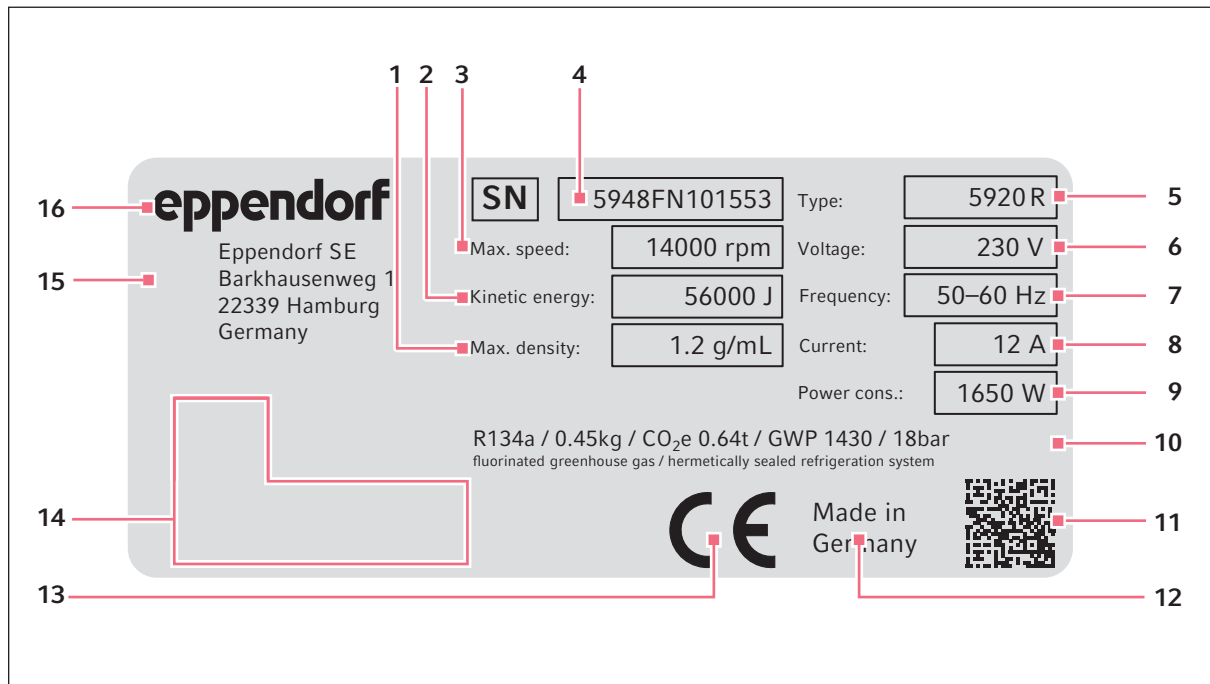 1 2 3 4
16 eppendorf SN 5948FN101553 Type: 5920 R 5
15 Eppendorf SE
Barkhausenweg 1
22339 Hamburg
Germany
Max. speed: 14000 rpm Voltage: 230 V 6
Kinetic energy: 56000 J Frequency: 50–60 Hz 7
Max. density: 1.2 g/mL Current: 12 A 8
Power cons.: 1650 W 9
R134a / 0.45kg / CO₂e 0.64t / GWP 1430 / 18bar 10
fluorinated greenhouse gas / hermetically sealed refrigeration system
14 CE Made in
Germany 11
13 12